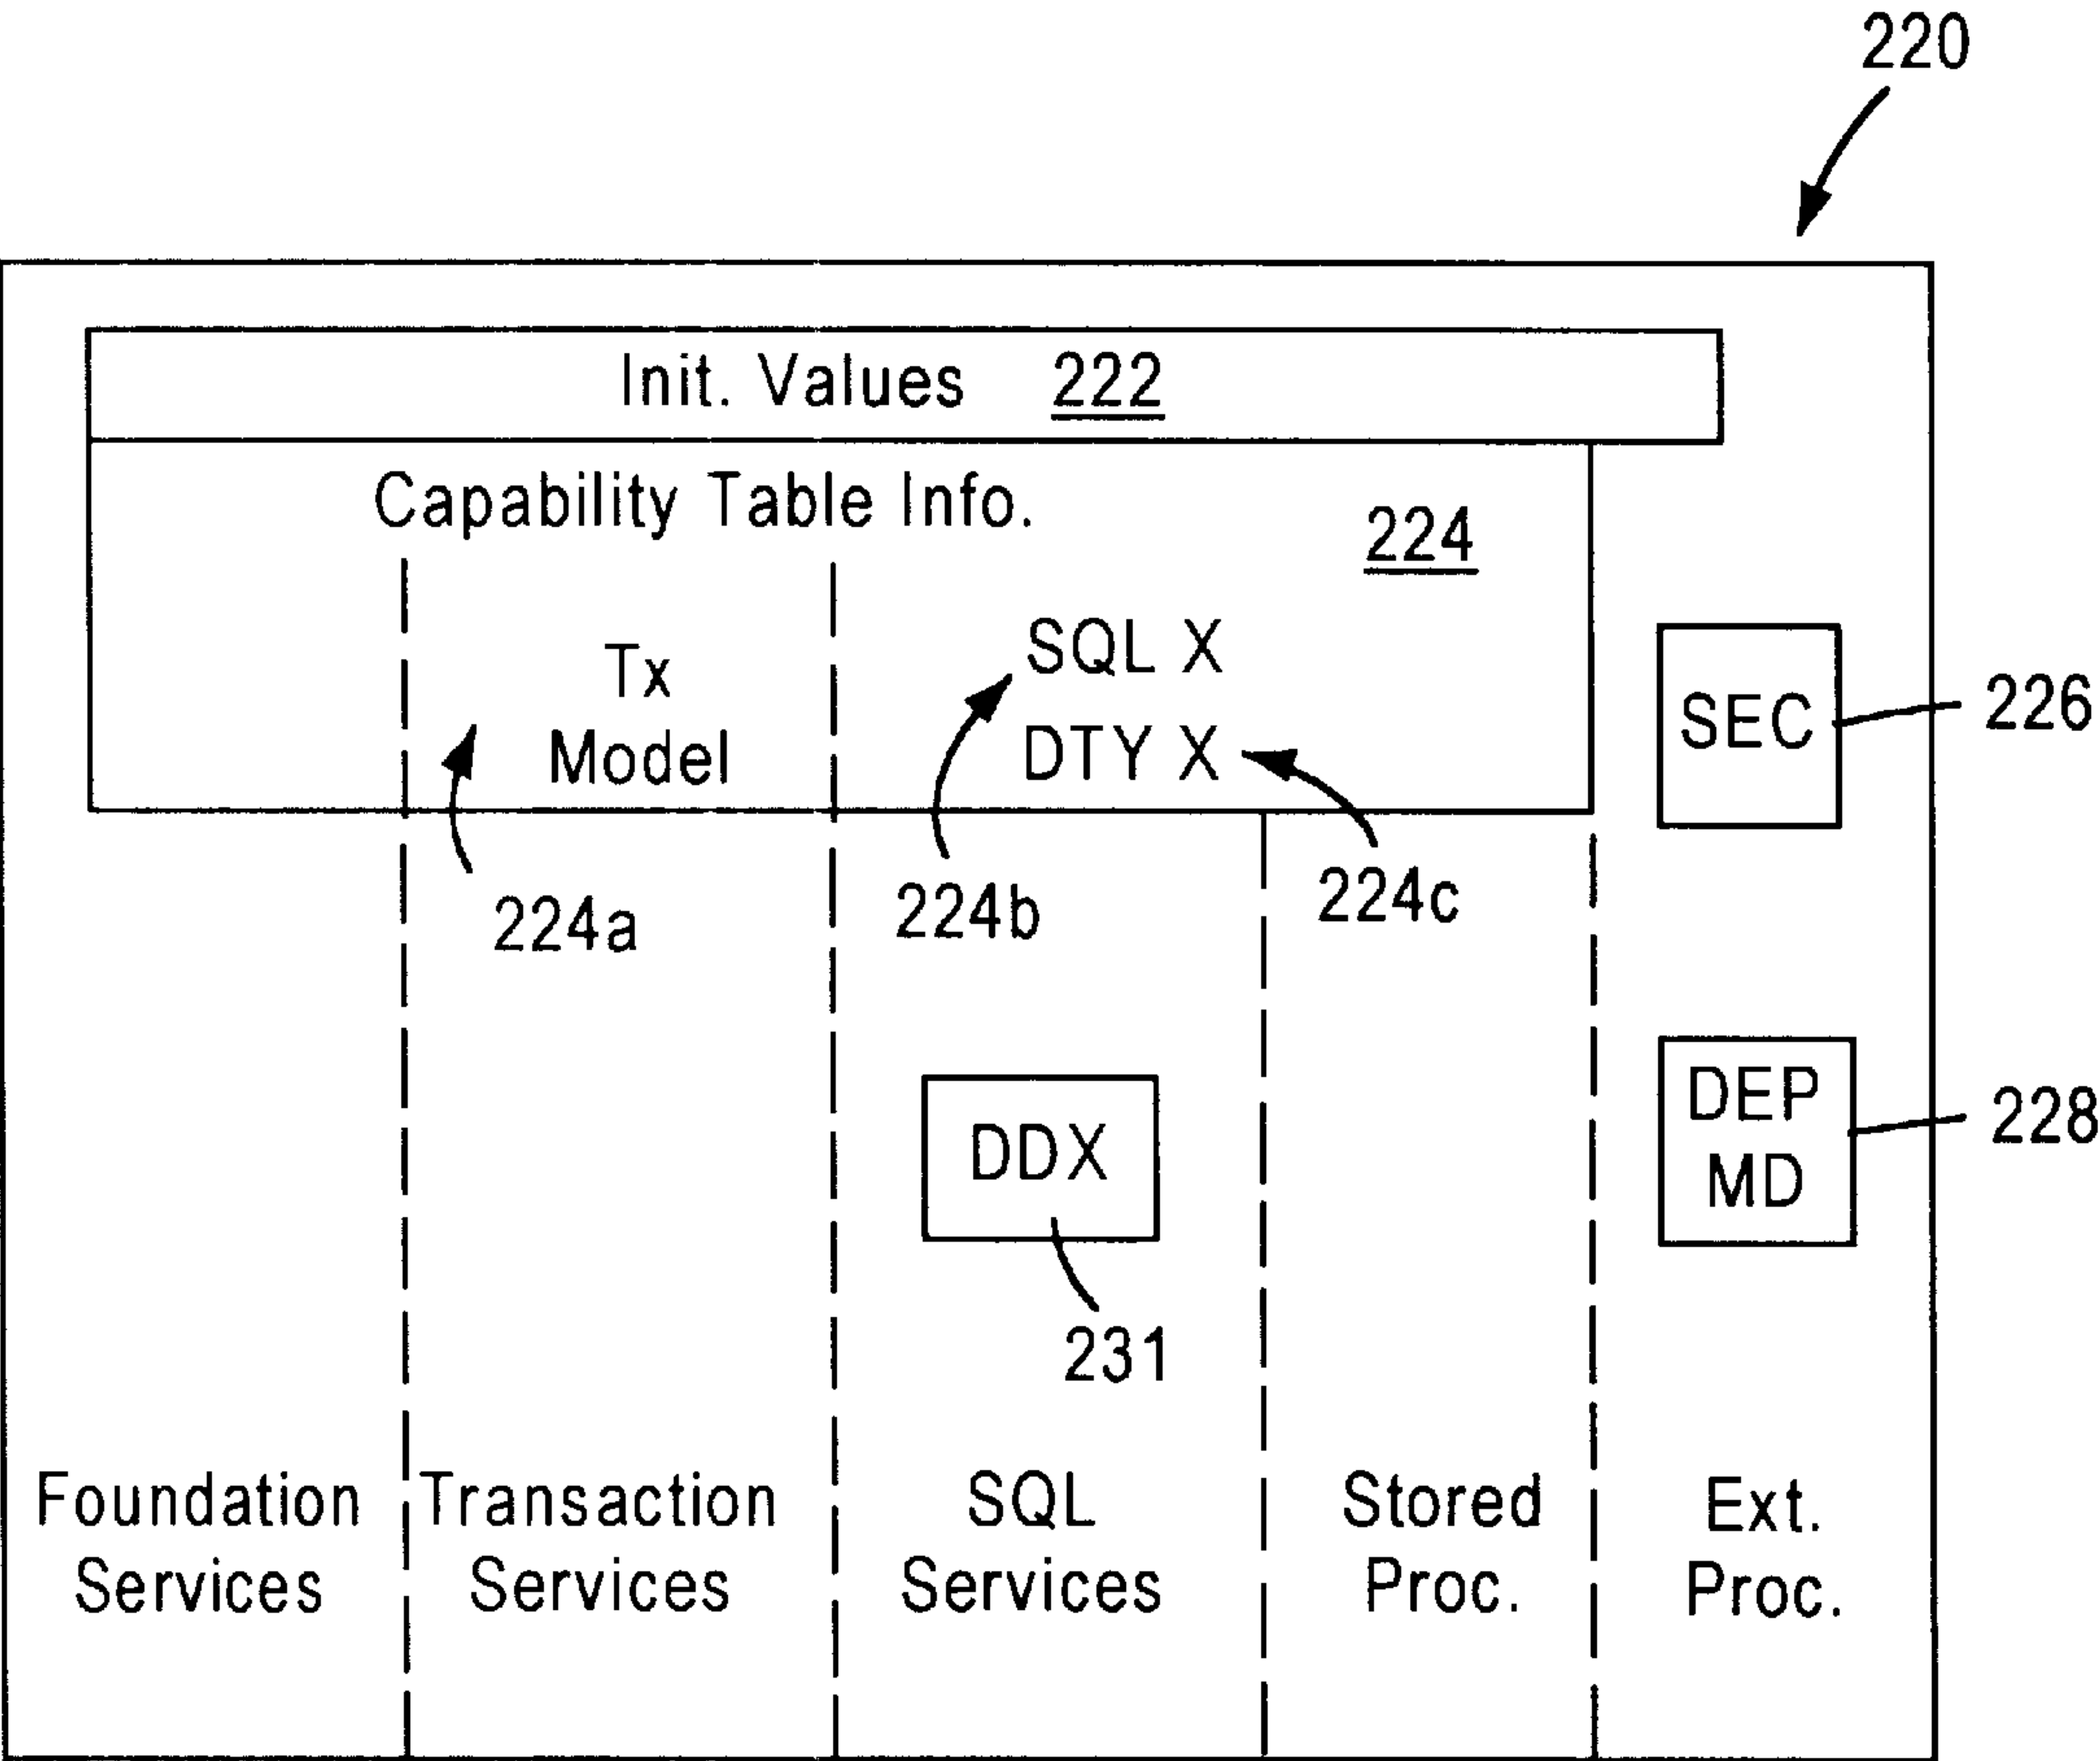 220
Init. Values 222
Capability Table Info.
224
Tx
Model
SQL X
DTY X
SEC
226
224a
224b
224c
DEP
MD
228
DDX
231
Foundation
Services
Transaction
Services
SQL
Services
Stored
Proc.
Ext.
Proc.